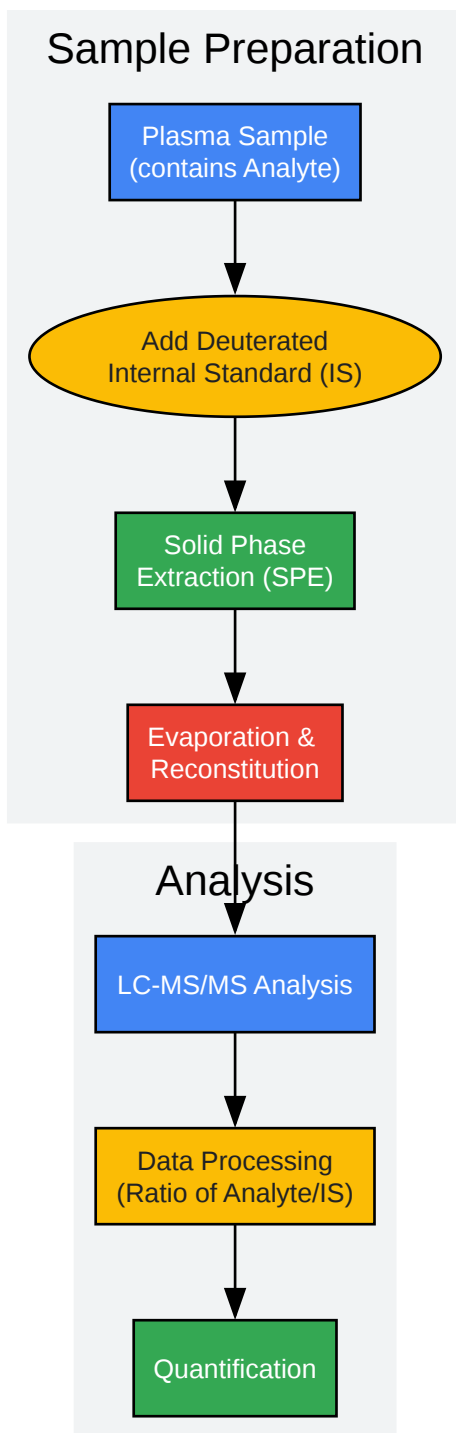 Sample Preparation
Plasma Sample
(contains Analyte)
Add Deuterated
Internal Standard (IS)
Solid Phase
Extraction (SPE)
Evaporation &
Reconstitution
Analysis
LC-MS/MS Analysis
Data Processing
(Ratio of Analyte/IS)
Quantification